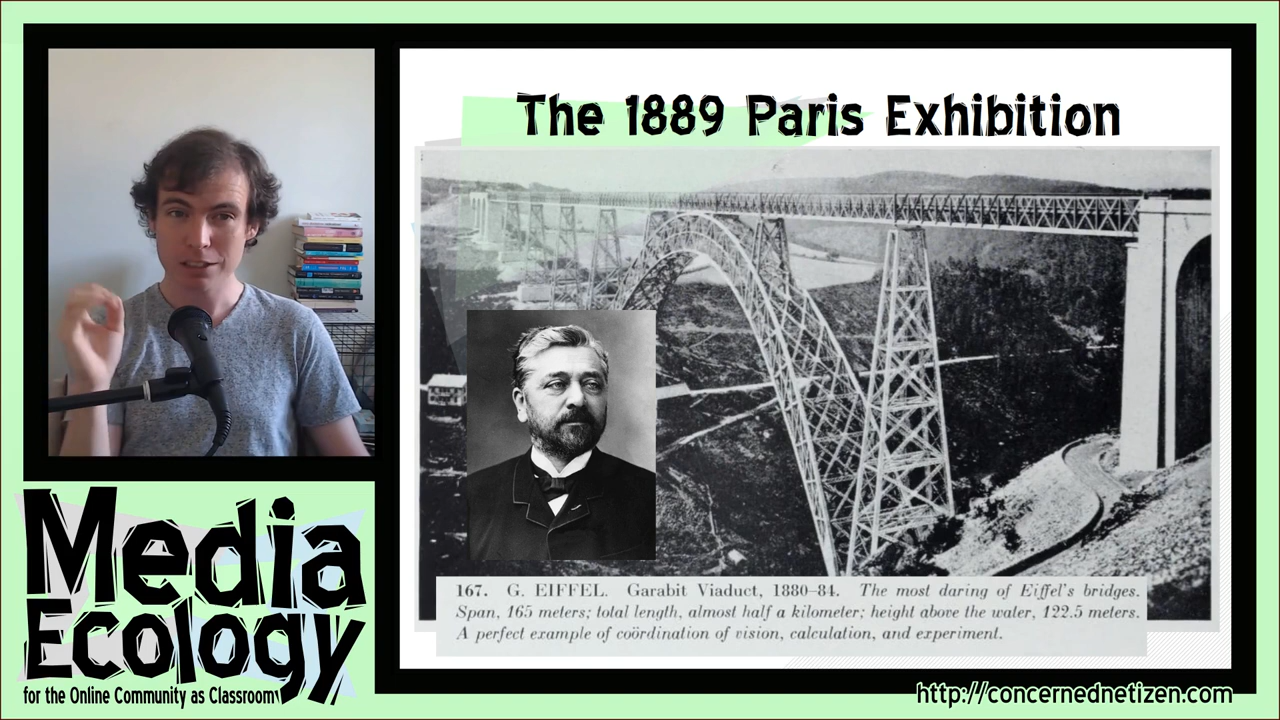 The 1889 Paris Exhibition
167. G. EIFFEL. Garabit Viaduct, 1880–84. The most daring of Eiffel's bridges.
Span, 165 meters; total length, almost half a kilometer; height above the water, 122.5 meters.
A perfect example of coördination of vision, calculation, and experiment.
Media
Ecology
for the Online Community as Classroom
http://concernednetizen.com